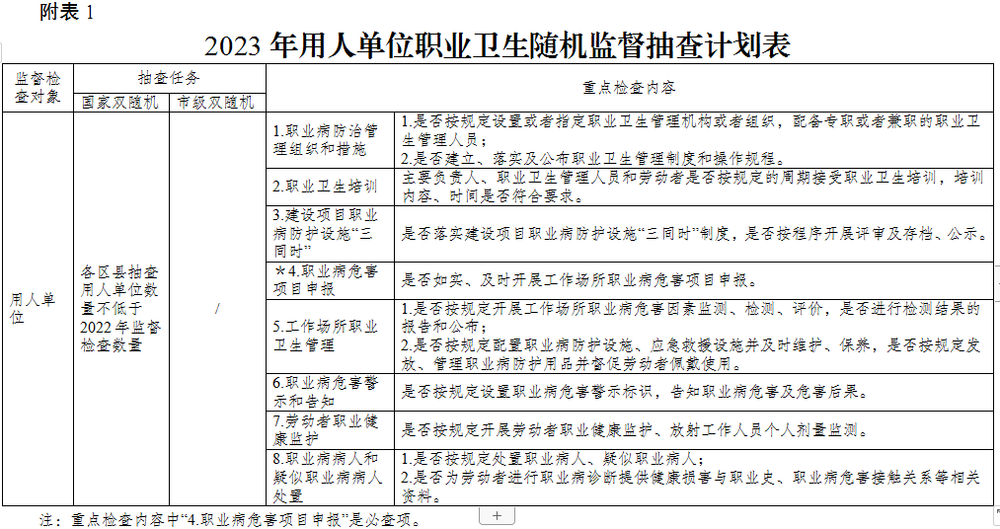 附表 1
2023 年用人单位职业卫生随机监督抽查计划表
监督检
查对象
抽查任务
国家双随机
市级双随机
重点检查内容
用人单
位
各区县抽查
用人单位数
量不低于
2022 年监督
检查数量
/
1.职业病防治管
理组织和措施
1.是否按规定设置或者指定职业卫生管理机构或者组织，配备专职或者兼职的职业卫
生管理人员；
2.是否建立、落实及公布职业卫生管理制度和操作规程。
2.职业卫生培训
主要负责人、职业卫生管理人员和劳动者是否按规定的周期接受职业卫生培训，培训
内容、时间是否符合要求。
3.建设项目职业
病防护设施“三
同时”
是否落实建设项目职业病防护设施“三同时”制度，是否按程序开展评审及存档、公示。
＊4.职业病危害
项目申报
是否如实、及时开展工作场所职业病危害项目申报。
5.工作场所职业
卫生管理
1.是否按规定开展工作场所职业病危害因素监测、检测、评价，是否进行检测结果的
报告和公布；
2.是否按规定配置职业病防护设施、应急救援设施并及时维护、保养，是否按规定发
放、管理职业病防护用品并督促劳动者佩戴使用。
6.职业病危害警
示和告知
是否按规定设置职业病危害警示标识，告知职业病危害及危害后果。
7.劳动者职业健
康监护
是否按规定开展劳动者职业健康监护、放射工作人员个人剂量监测。
8.职业病病人和
疑似职业病病人
处置
1.是否按规定处置职业病人、疑似职业病人；
2.是否为劳动者进行职业病诊断提供健康损害与职业史、职业病危害接触关系等相关
资料。
注：重点检查内容中“4.职业病危害项目申报”是必查项。